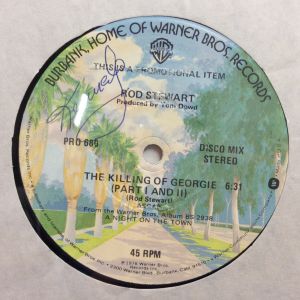 BURBANK, HOME OF WARNER BROS. RECORDS
THIS IS A PROMOTIONAL ITEM
ROD STEWART
Produced by Tom Dowd
PRO 686
DISCO MIX
STEREO
THE KILLING OF GEORGIE 6:31
(PART I AND II)
(Rod Stewart)
ASCAP
From the Warner Bros. Album BS 2938
A NIGHT ON THE TOWN
45 RPM